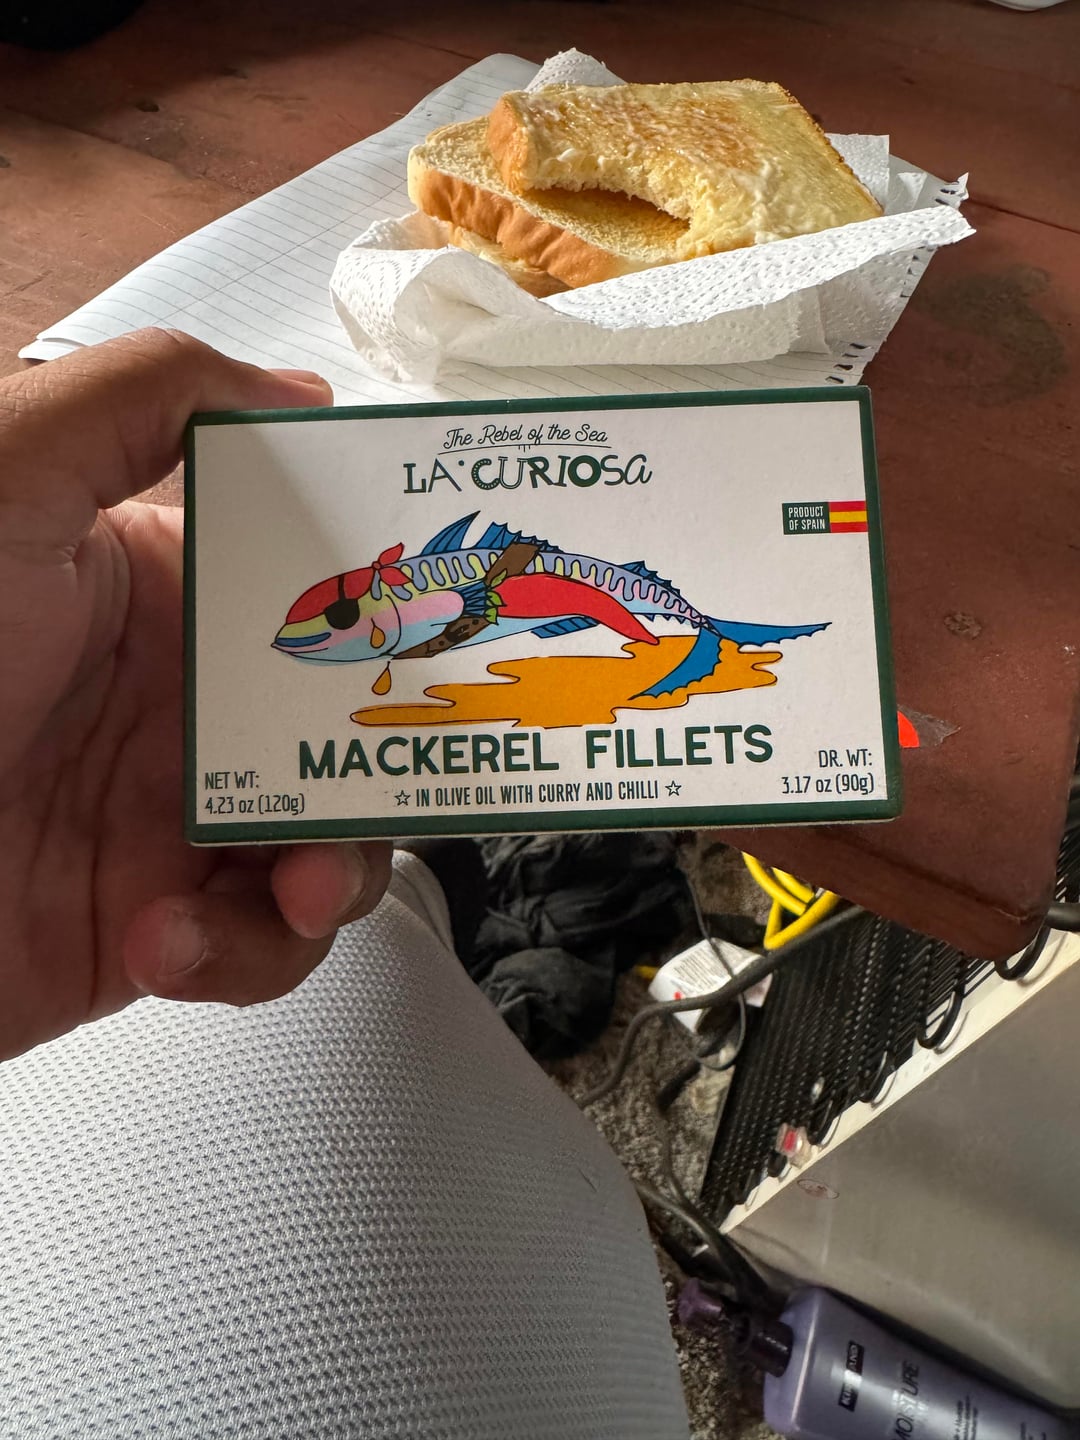 The Rebel of the Sea
LA CURIOSA
PRODUCT
OF SPAIN
MACKEREL FILLETS
☆ IN OLIVE OIL WITH CURRY AND CHILLI ☆
NET WT:
4.23 oz (120g)
DR. WT:
3.17 oz (90g)